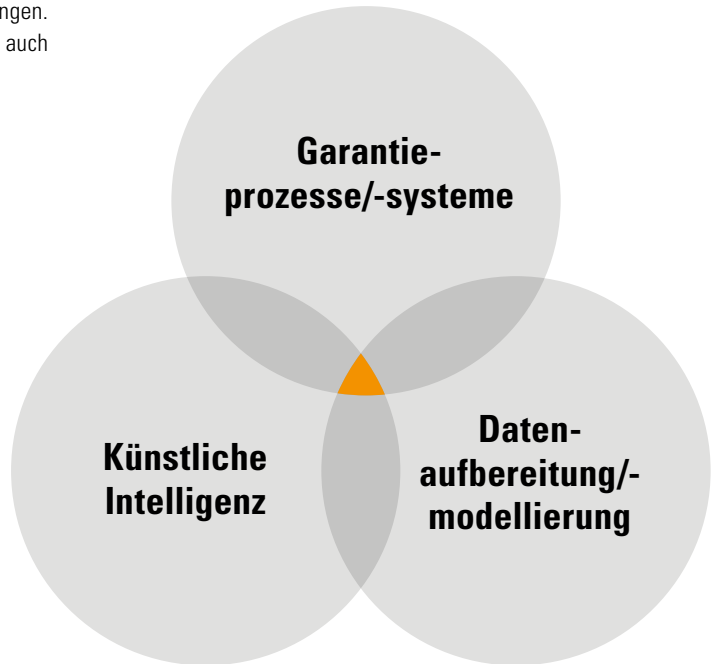 ngen.
auch
Garantie-
prozesse/-systeme
Künstliche
Intelligenz
Daten-
aufbereitung/-
modellierung